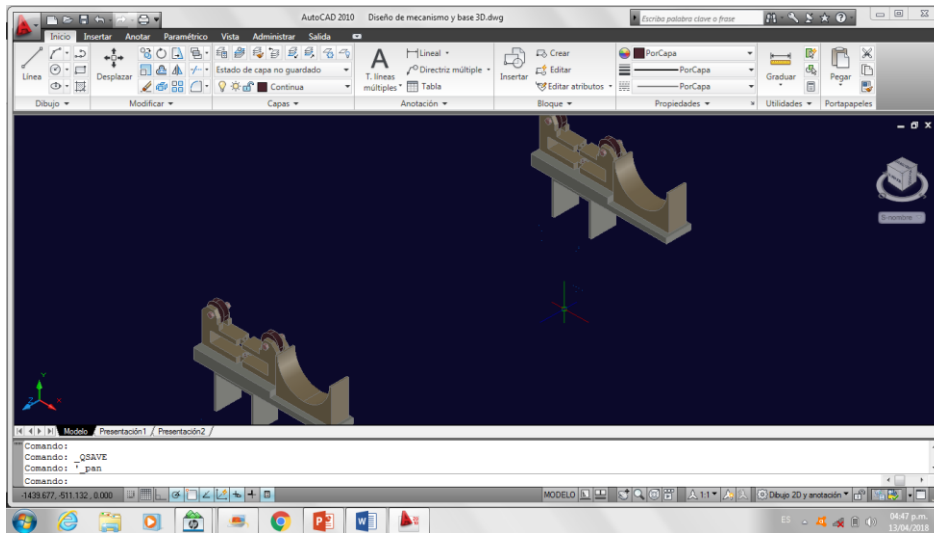 AutoCAD 2010 Diseño de mecanismo y base 3D.dwg
Escriba palabra clave o frase
Inicio Insertar Anotar Paramétrico Vista Administrar Salida
Línea Desplazar Estado de capa no guardado T. líneas múltiples Lineal Insertar Crear PorCapa Graduar Pegar
Directriz múltiple Editar PorCapa
Continua Tabla Editar atributos PorCapa
Dibujo Modificar Capas Anotación Bloque Propiedades Utilidades Portapapeles
Modelo Presentación1 Presentación2
Comando:
Comando: _QSAVE
Comando: '_pan
Comando:
-1439.677, -511.132, 0.000 MODELO 1:1 Dibujo 2D y anotación
ES 04:47 p.m.
13/04/2018